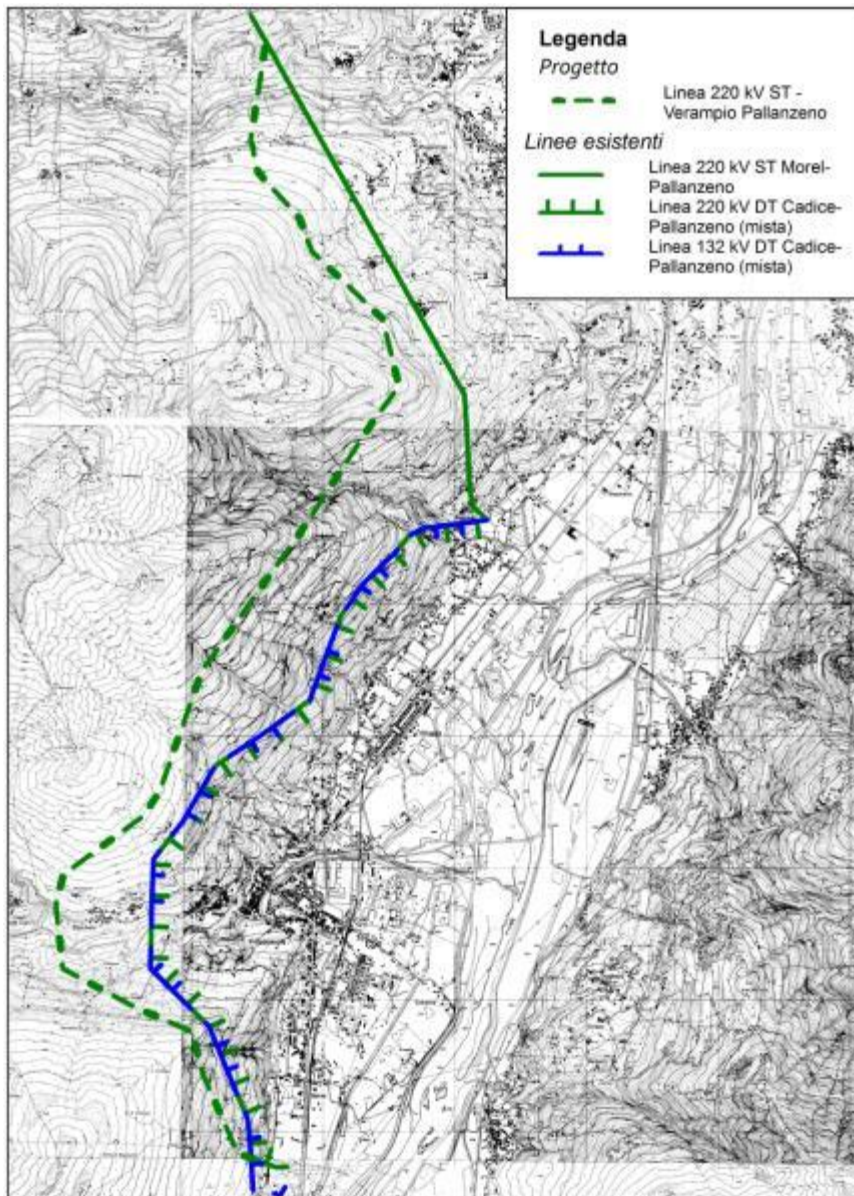 Legenda
Progetto
Linea 220 kV ST -
Verampio Pallanzeno
Linee esistenti
Linea 220 kV ST Morel-
Pallanzeno
Linea 220 kV DT Cadice-
Pallanzeno (mista)
Linea 132 kV DT Cadice-
Pallanzeno (mista)